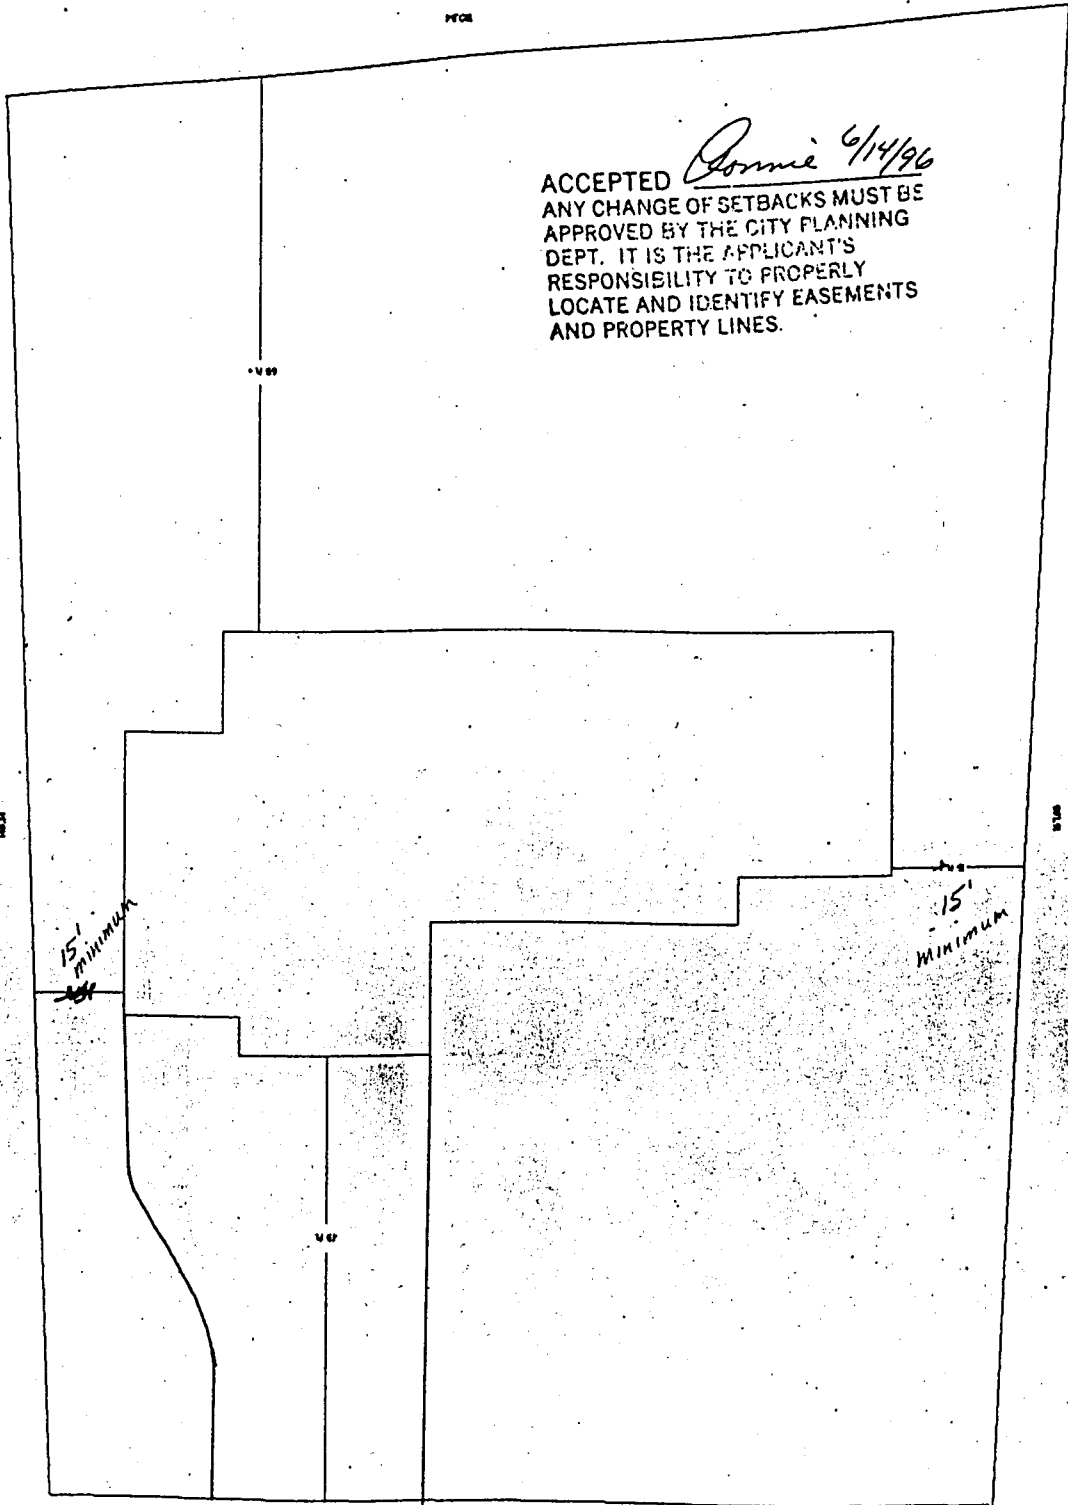 ACCEPTED Ronnie 6/14/96
ANY CHANGE OF SETBACKS MUST BE
APPROVED BY THE CITY PLANNING
DEPT. IT IS THE APPLICANT'S
RESPONSIBILITY TO PROPERLY
LOCATE AND IDENTIFY EASEMENTS
AND PROPERTY LINES.
15'
minimum
15'
minimum